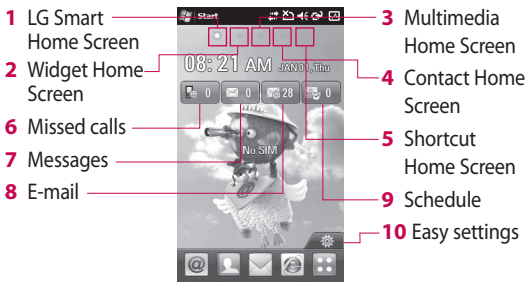 1 LG Smart
Home Screen
2 Widget Home
Screen
6 Missed calls
7 Messages
8 E-mail
Start
08:21 AM JAN01,Thu
0 0 28 0
No SIM
3 Multimedia
Home Screen
4 Contact Home
Screen
5 Shortcut
Home Screen
9 Schedule
10 Easy settings